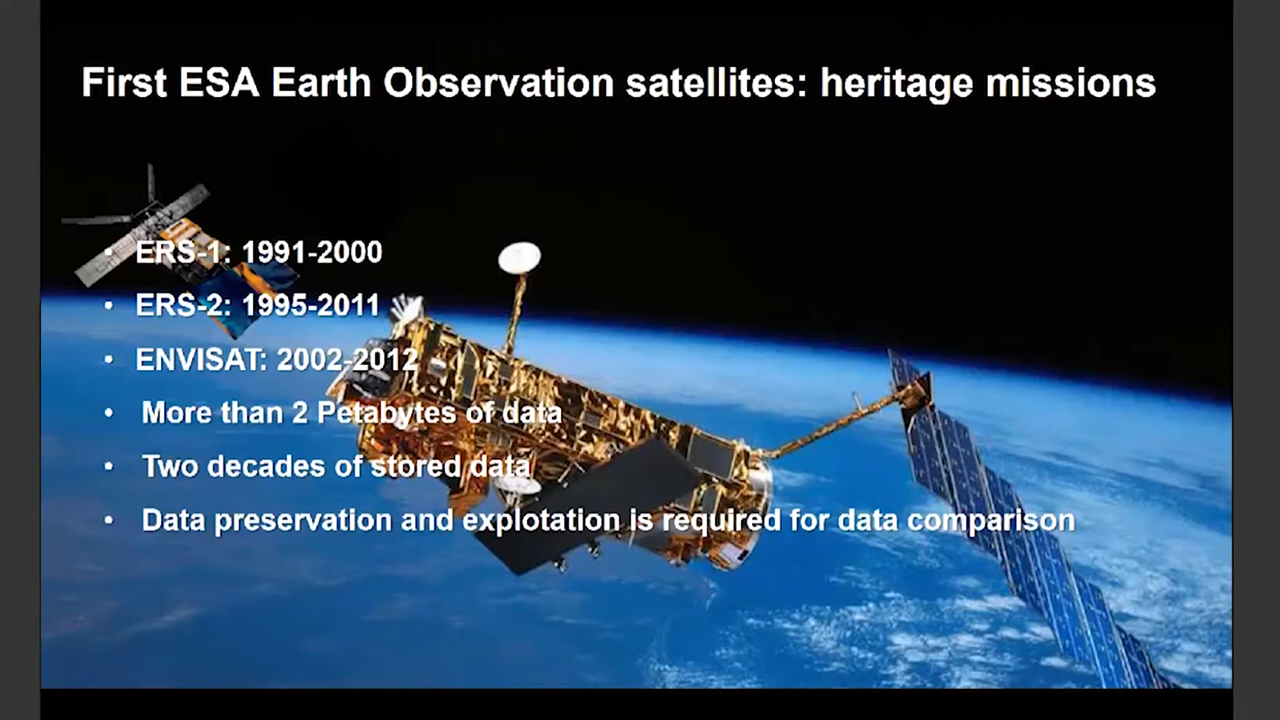 First ESA Earth Observation satellites: heritage missions
• ERS-1: 1991-2000
• ERS-2: 1995-2011
• ENVISAT: 2002-2012
• More than 2 Petabytes of data
• Two decades of stored data
• Data preservation and explotation is required for data comparison